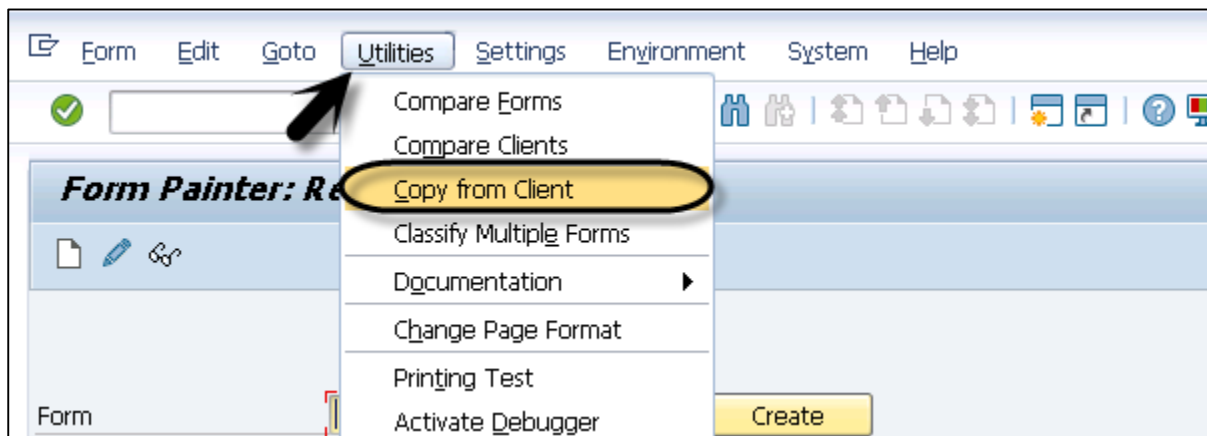 Form Edit Goto Utilities Settings Environment System Help
Compare Forms
Compare Clients
Form Painter: Re
Copy from Client
Classify Multiple Forms
Documentation
Change Page Format
Printing Test
Form
Create
Activate Debugger